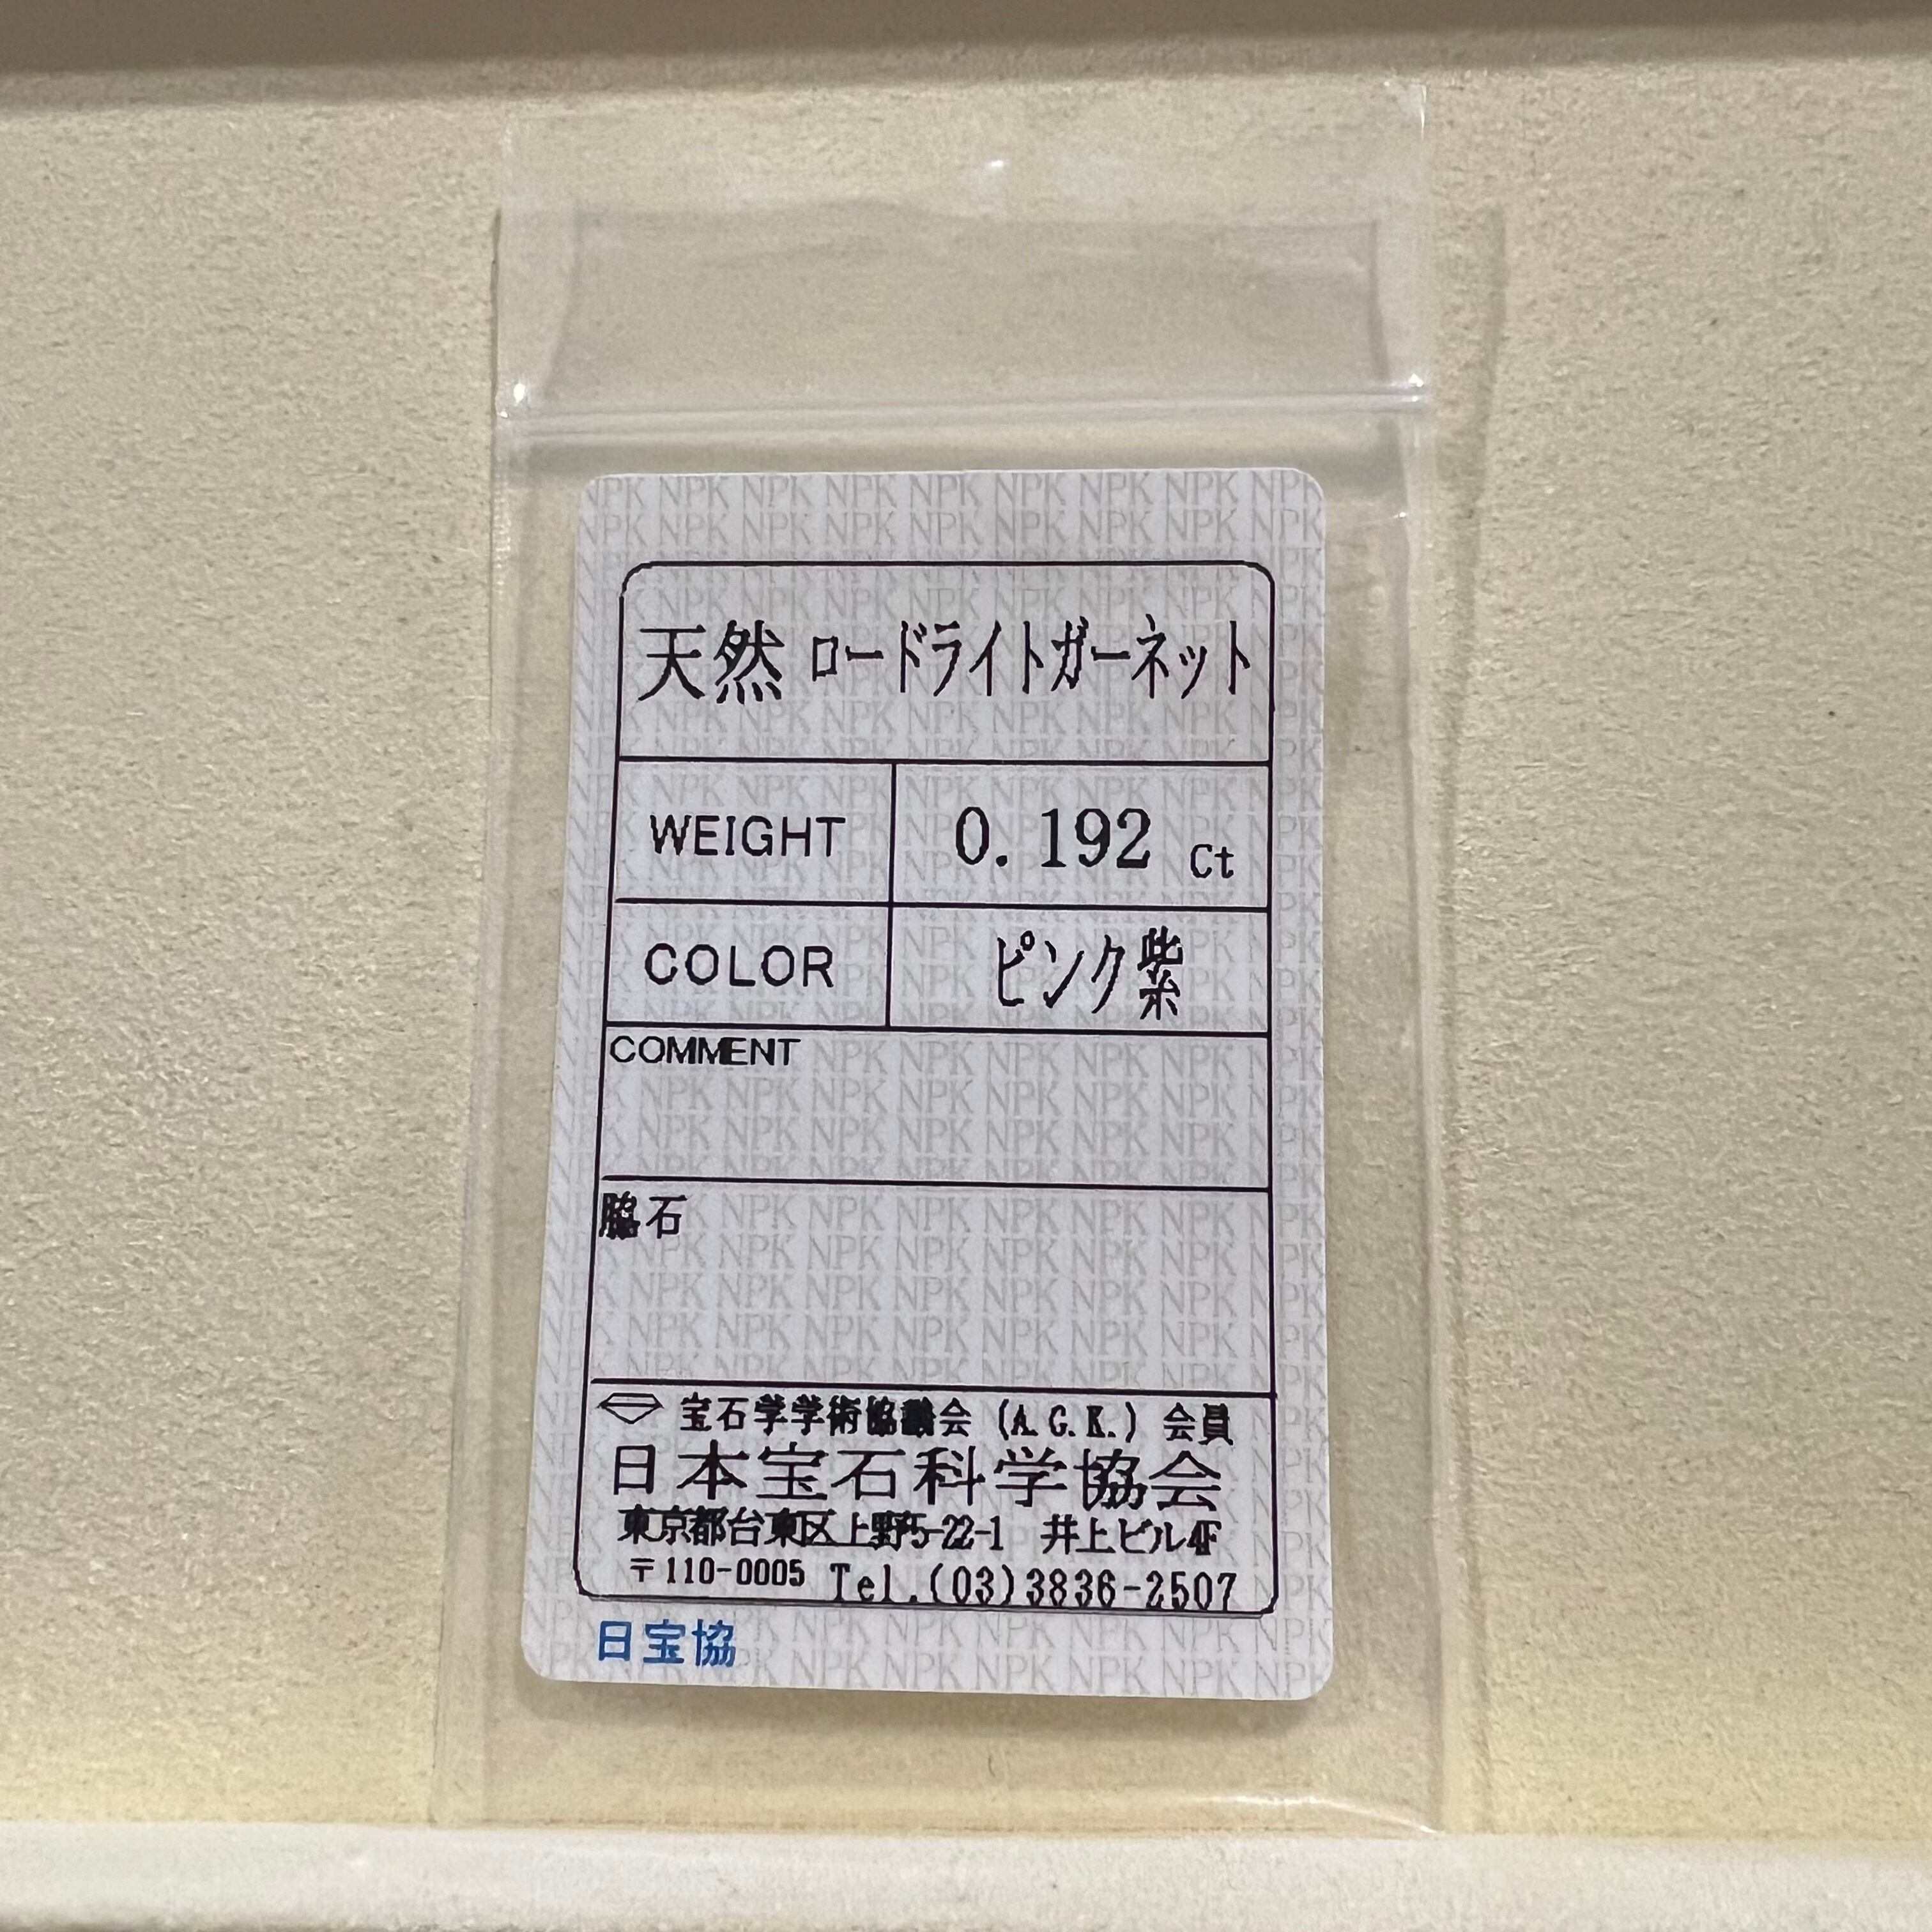 天然 ロードライトガーネット
WEIGHT 0.192 Ct
COLOR ピンク紫
COMMENT
脇石
宝石学学術協議会 (A.G.K.) 会員
日本宝石科学協会
東京都台東区上野5-22-1 井上ビル4F
〒110-0005 Tel.(03)3836-2507
日宝協